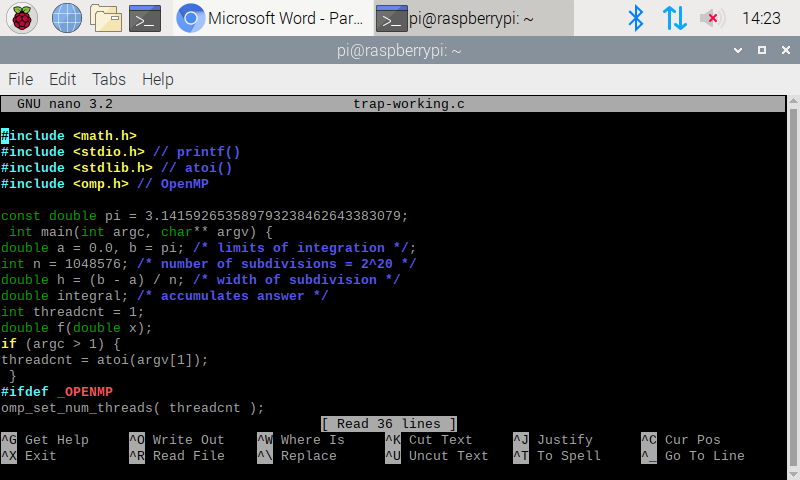 Microsoft Word - Par...
pi@raspberrypi: ~
14:23
pi@raspberrypi: ~
File Edit Tabs Help
GNU nano 3.2 trap-working.c
#include <math.h>
#include <stdio.h> // printf()
#include <stdlib.h> // atoi()
#include <omp.h> // OpenMP
const double pi = 3.141592653589793238462643383079;
int main(int argc, char** argv) {
double a = 0.0, b = pi; /* limits of integration */;
int n = 1048576; /* number of subdivisions = 2^20 */
double h = (b - a) / n; /* width of subdivision */
double integral; /* accumulates answer */
int threadcnt = 1;
double f(double x);
if (argc > 1) {
threadcnt = atoi(argv[1]);
}
#ifdef _OPENMP
omp_set_num_threads( threadcnt );
[ Read 36 lines ]
^G Get Help ^O Write Out ^W Where Is ^K Cut Text ^J Justify ^C Cur Pos
^X Exit ^R Read File ^\ Replace ^U Uncut Text ^T To Spell ^_ Go To Line